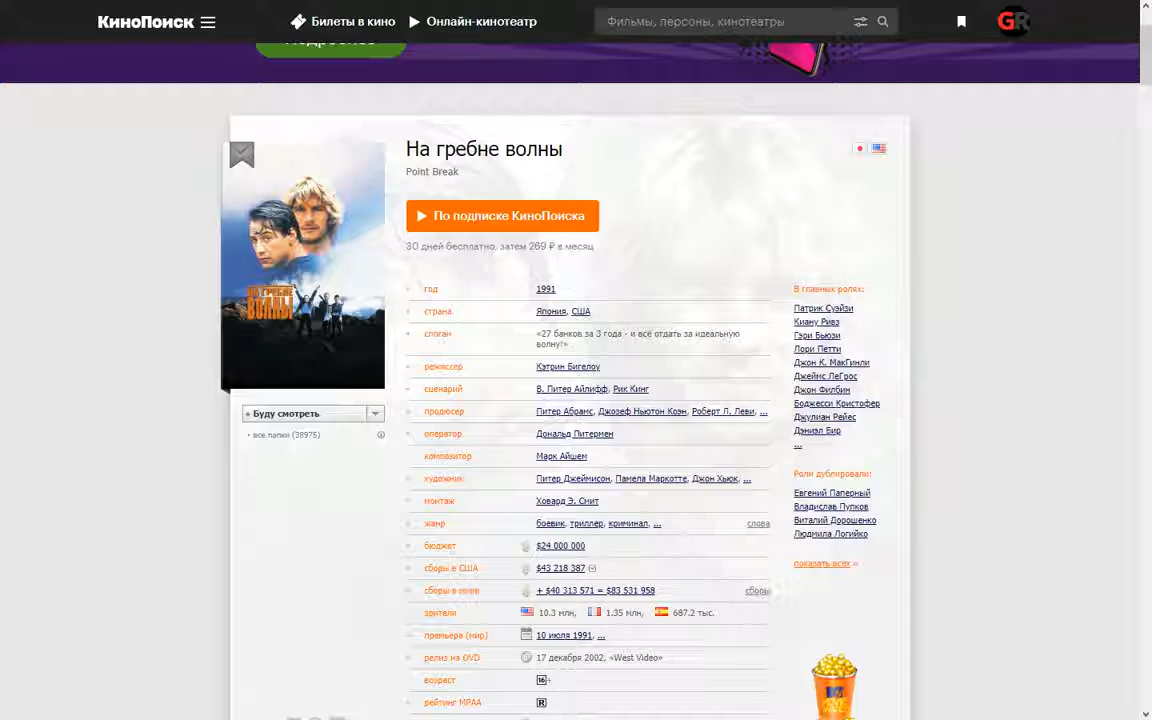 КиноПоиск
Билеты в кино
Онлайн-кинотеатр
Фильмы, персоны, кинотеатры
GR
На гребне волны
Point Break
По подписке КиноПоиска
30 дней бесплатно, затем 269 ₽ в месяц
НА ГРЕБНЕ
ВОЛНЫ
+ Буду смотреть
• все папки (38975)
год 1991
страна Япония, США
слоган «27 банков за 3 года - и всё отдать за идеальную
волну!»
режиссер Кэтрин Бигелоу
сценарий В. Питер Айлифф, Рик Кинг
продюсер Питер Абрамс, Джозеф Ньютон Коэн, Роберт Л. Леви, ...
оператор Дональд Питермен
композитор Марк Айшем
художник Питер Джеймисон, Памела Маркотте, Джон Хьюк, ...
монтаж Ховард Э. Смит
жанр боевик, триллер, криминал, ... слова
бюджет $24 000 000
сборы в США $43 218 387
сборы в мире + $40 313 571 = $83 531 958 сборы
зрители 10.3 млн, 1.35 млн, 687.2 тыс.
премьера (мир) 10 июля 1991, ...
релиз на DVD 17 декабря 2002, «West Video»
возраст 16+
рейтинг MPAA R
В главных ролях:
Патрик Суэйзи
Киану Ривз
Гэри Бьюзи
Лори Петти
Джон К. МакГинли
Джеймс ЛеГрос
Джон Филбин
Боджесси Кристофер
Джулиан Рейес
Дэниэл Бир
...
Роли дублировали:
Евгений Паперный
Владислав Пупков
Виталий Дорошенко
Людмила Логийко
показать всех »